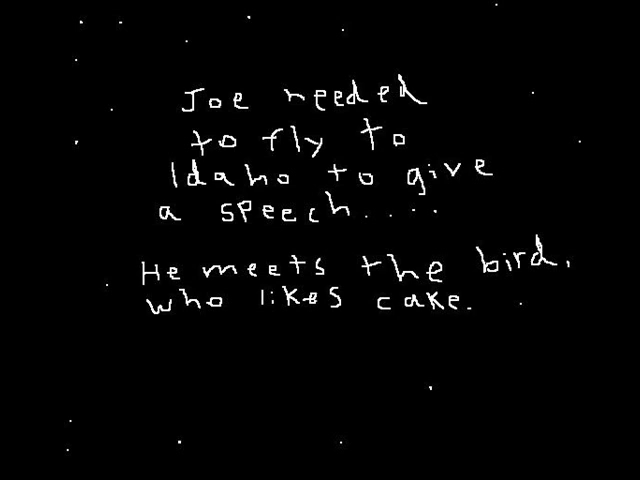 Joe needed
to fly to
Idaho to give
a speech....
He meets the bird,
who likes cake.